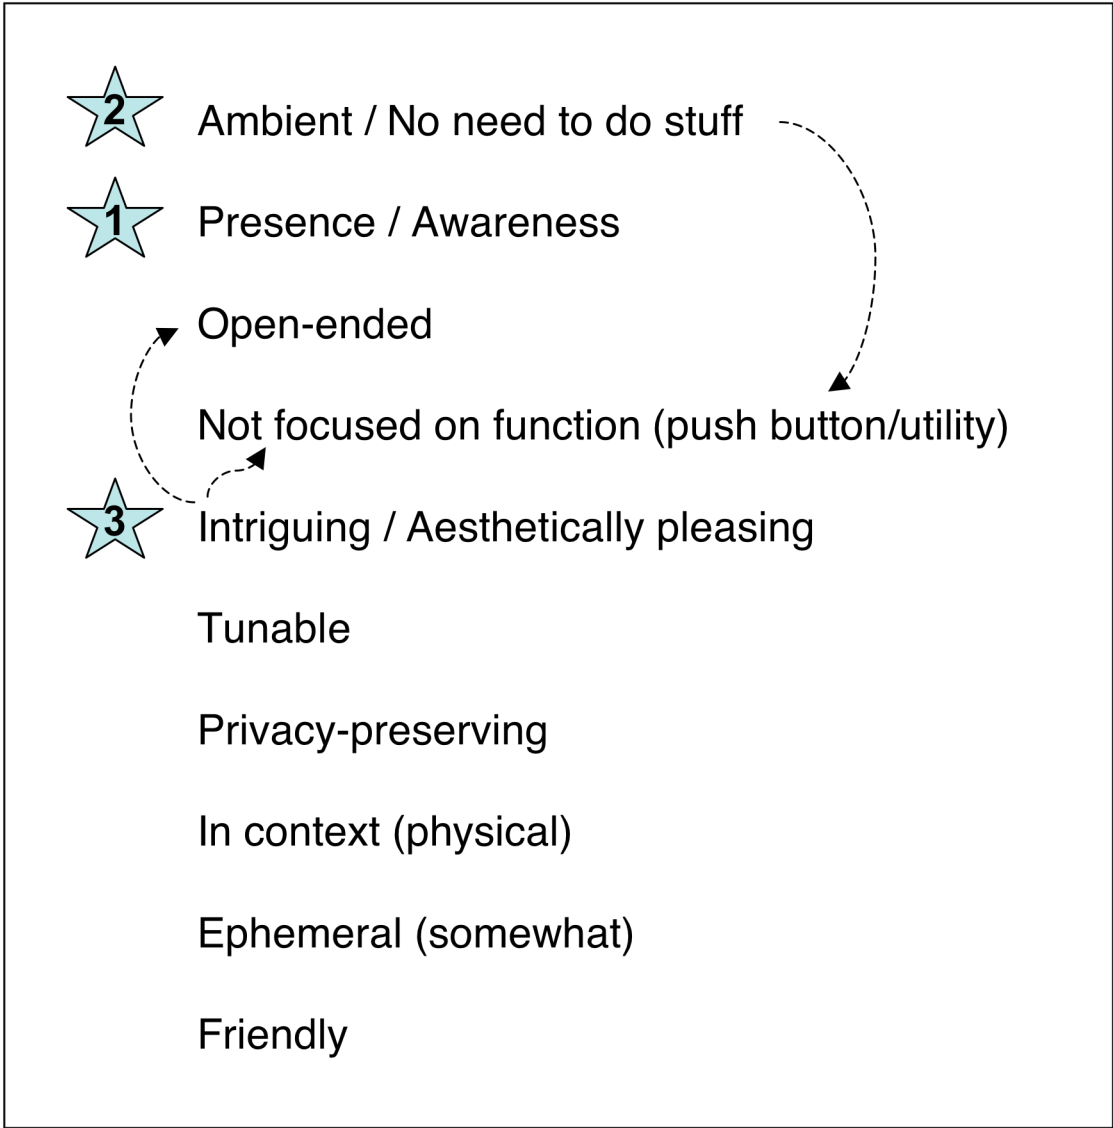 2 Ambient / No need to do stuff
1 Presence / Awareness
Open-ended
Not focused on function (push button/utility)
3 Intriguing / Aesthetically pleasing
Tunable
Privacy-preserving
In context (physical)
Ephemeral (somewhat)
Friendly